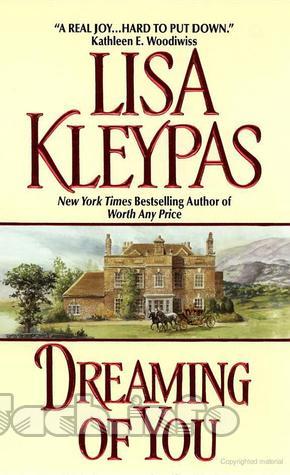 "A REAL JOY...HARD TO PUT DOWN."
Kathleen E. Woodiwiss
LISA
KLEYPAS
New York Times Bestselling Author of
Worth Any Price
DREAMING
OF YOU
Copyrighted material